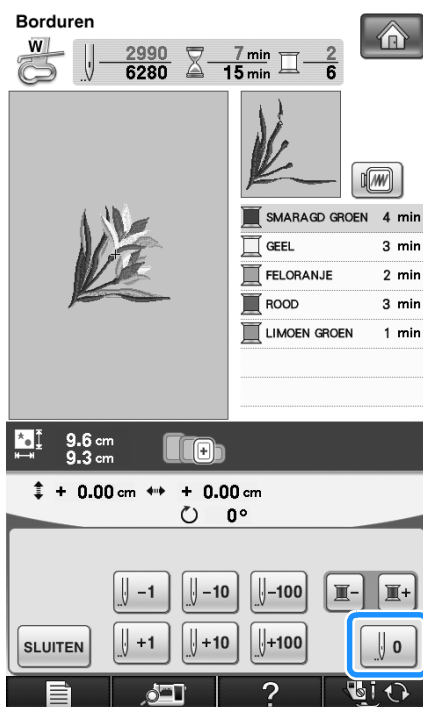 Borduren
W
2990 7 min 2
6280 15 min 6
SMARAGD GROEN 4 min
GEEL 3 min
FELORANJE 2 min
ROOD 3 min
LIMOEN GROEN 1 min
9.6 cm
9.3 cm
+ 0.00 cm + 0.00 cm
0°
-1 -10 -100 - +
SLUITEN +1 +10 +100 0
? i